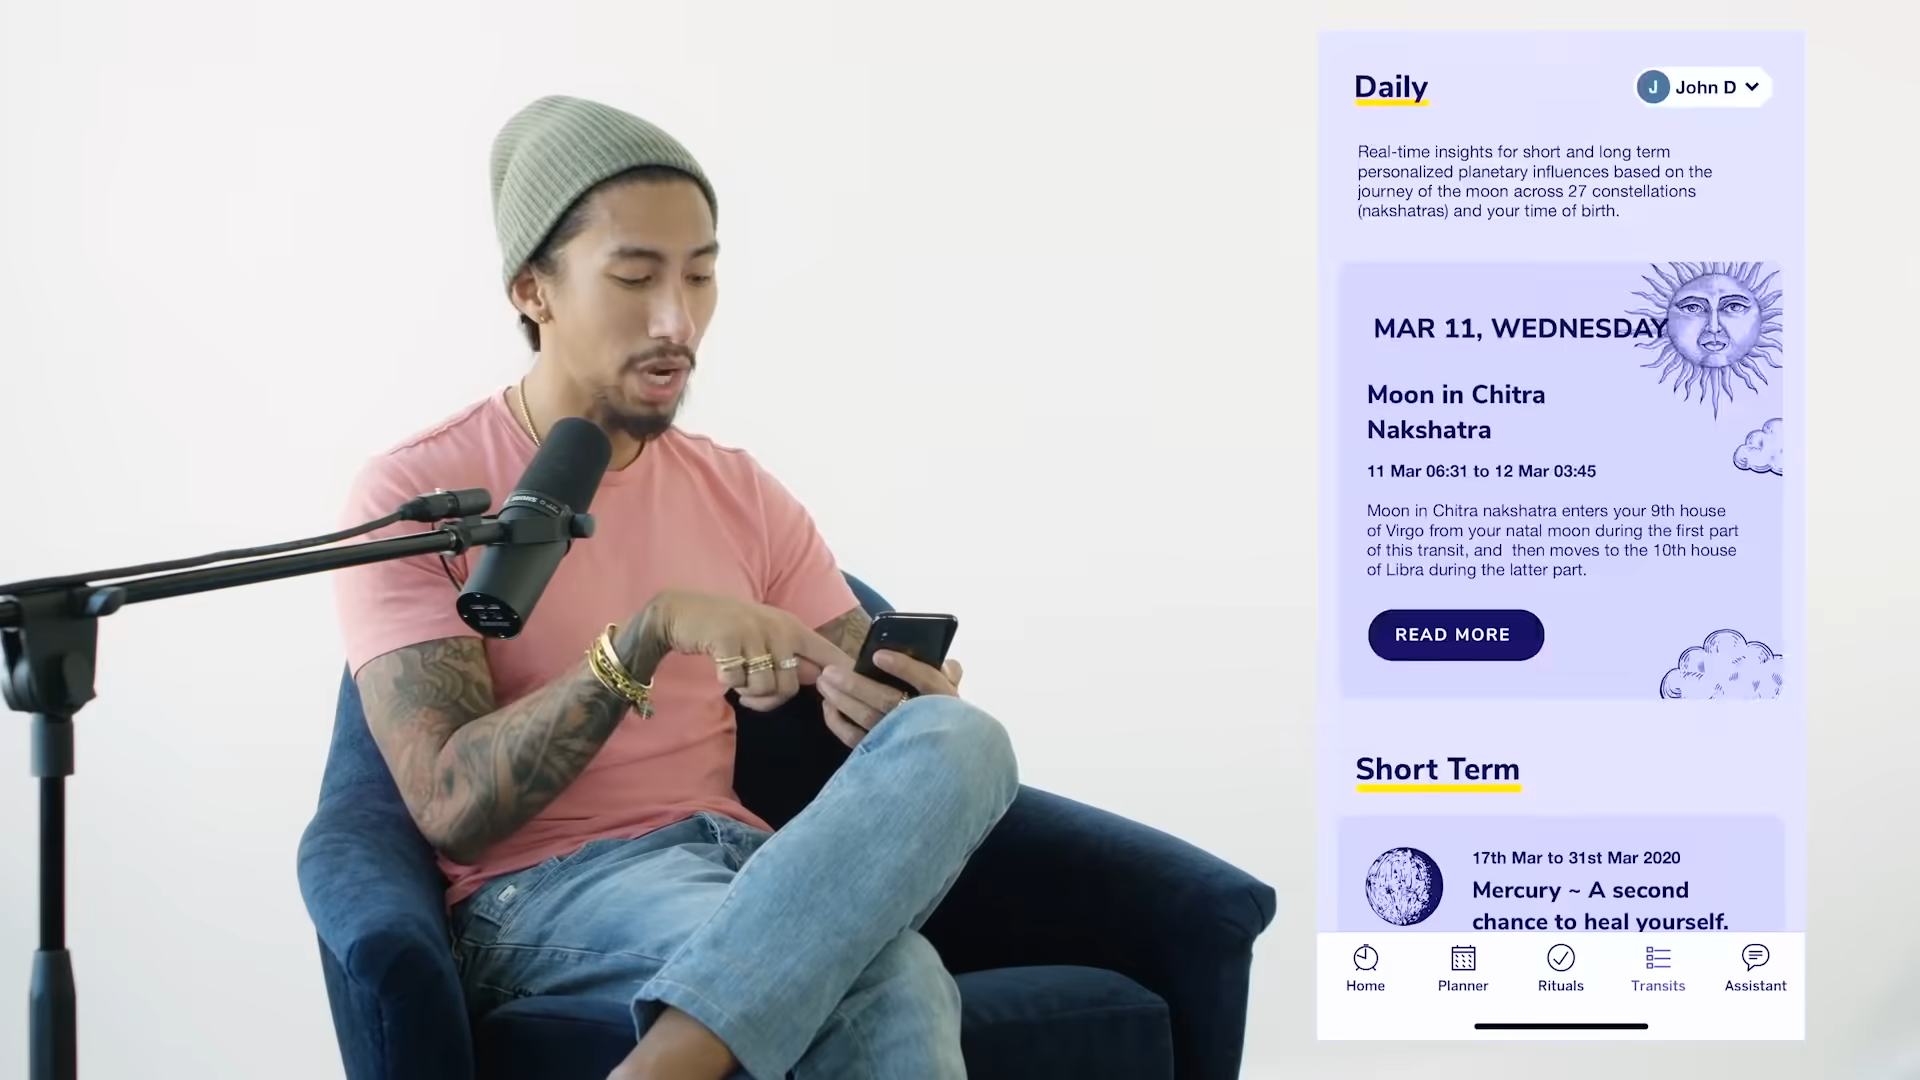 Daily
J John D
Real-time insights for short and long term
personalized planetary influences based on the
journey of the moon across 27 constellations
(nakshatras) and your time of birth.
MAR 11, WEDNESDAY
Moon in Chitra
Nakshatra
11 Mar 06:31 to 12 Mar 03:45
Moon in Chitra nakshatra enters your 9th house
of Virgo from your natal moon during the first part
of this transit, and then moves to the 10th house
of Libra during the latter part.
READ MORE
Short Term
17th Mar to 31st Mar 2020
Mercury ~ A second
chance to heal yourself.
Home Planner Rituals Transits Assistant
SHURE